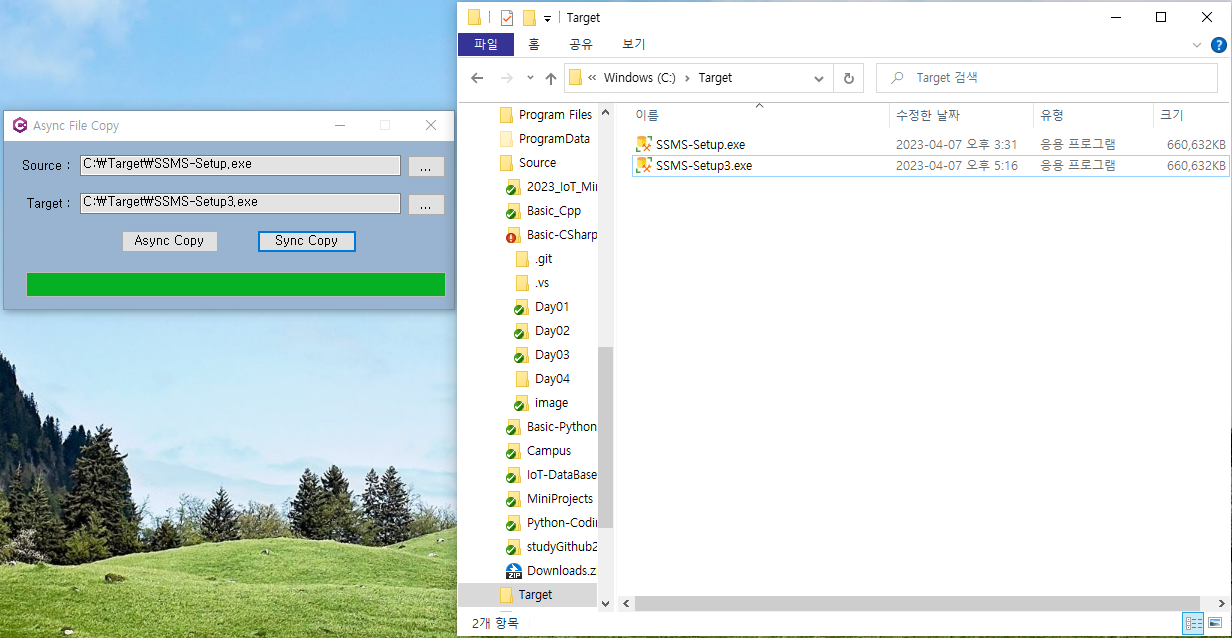 Async File Copy
Source :
C:₩Target₩SSMS-Setup.exe
...
Target :
C:₩Target₩SSMS-Setup3.exe
...
Async Copy
Sync Copy
Target
파일
홈
공유
보기
?
« Windows (C:) › Target
Target 검색
Program Files
ProgramData
Source
2023_IoT_Min
Basic_Cpp
Basic-CSharp
.git
.vs
Day01
Day02
Day03
Day04
image
Basic-Python
Campus
IoT-DataBase
MiniProjects
Python-Codin
studyGithub2
ZIP
Downloads.z
Target
이름 수정한 날짜 유형 크기
SSMS-Setup.exe 2023-04-07 오후 3:31 응용 프로그램 660,632KB
SSMS-Setup3.exe 2023-04-07 오후 5:16 응용 프로그램 660,632KB
2개 항목